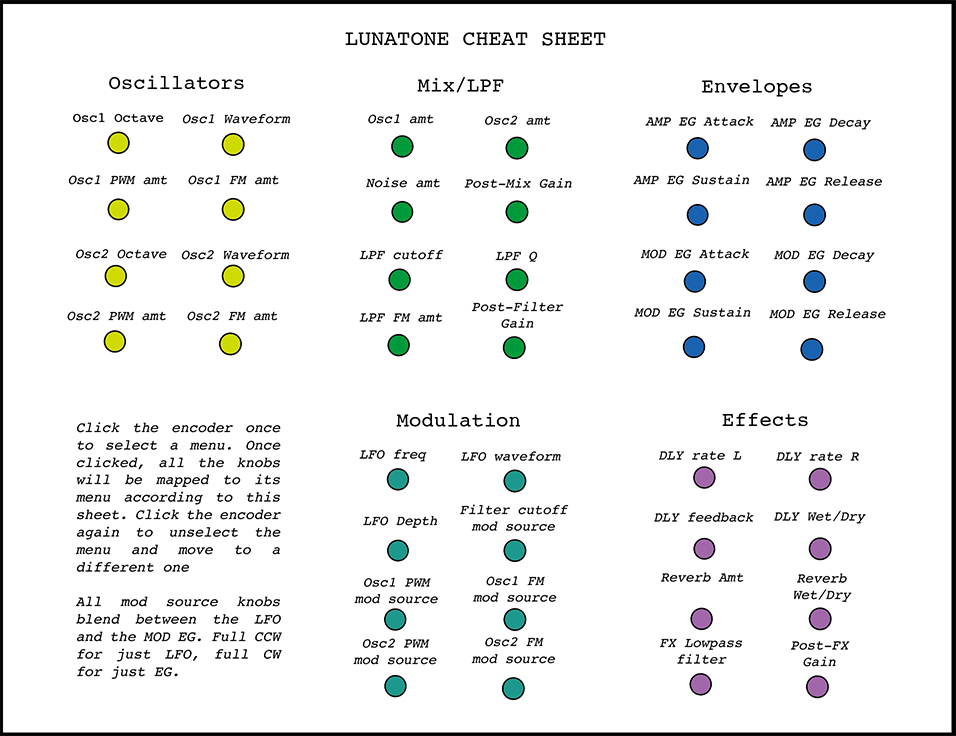 LUNATONE CHEAT SHEET
Oscillators
Osc1 Octave Osc1 Waveform
Osc1 PWM amt Osc1 FM amt
Osc2 Octave Osc2 Waveform
Osc2 PWM amt Osc2 FM amt
Mix/LPF
Osc1 amt Osc2 amt
Noise amt Post-Mix Gain
LPF cutoff LPF Q
LPF FM amt Post-Filter
Gain
Envelopes
AMP EG Attack AMP EG Decay
AMP EG Sustain AMP EG Release
MOD EG Attack MOD EG Decay
MOD EG Sustain MOD EG Release
Click the encoder once
to select a menu. Once
clicked, all the knobs
will be mapped to its
menu according to this
sheet. Click the encoder
again to unselect the
menu and move to a
different one
All mod source knobs
blend between the LFO
and the MOD EG. Full CCW
for just LFO, full CW
for just EG.
Modulation
LFO freq LFO waveform
LFO Depth Filter cutoff
mod source
Osc1 PWM Osc1 FM
mod source mod source
Osc2 PWM Osc2 FM
mod source mod source
Effects
DLY rate L DLY rate R
DLY feedback DLY Wet/Dry
Reverb Amt Reverb
Wet/Dry
FX Lowpass Post-FX
filter Gain